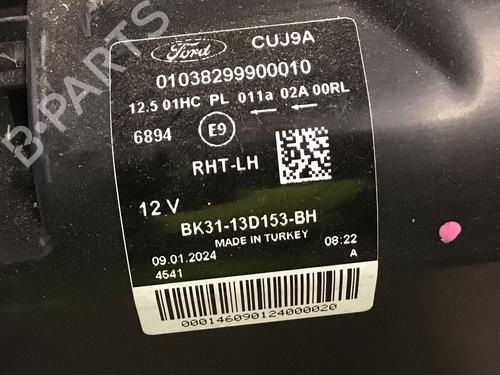 Ford CUJ9A
01038299900010
12.5 01HC PL 011a 02A 00RL
6894 E9
RHT-LH
12 V
BK31-13D153-BH
MADE IN TURKEY
09.01.2024 08:22
4541 A
000146090124000020
B-PARTS